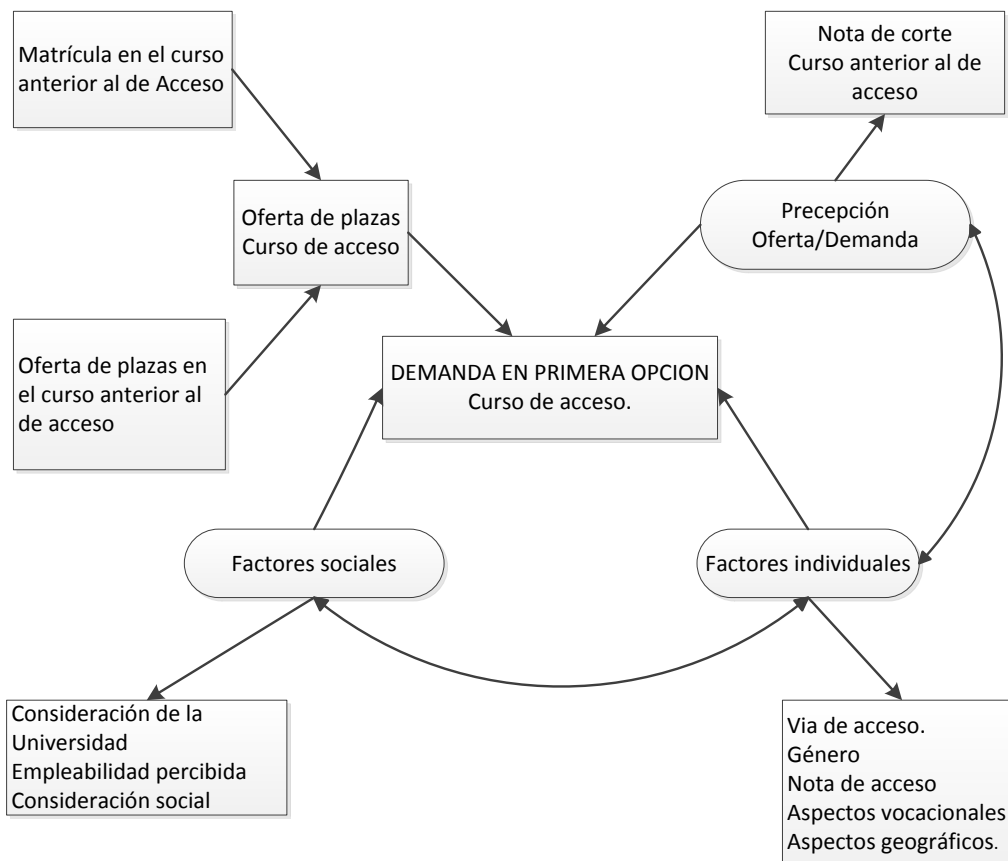 Matrícula en el curso
anterior al de Acceso
Nota de corte
Curso anterior al de
acceso
Oferta de plazas
Curso de acceso
Precepción
Oferta/Demanda
Oferta de plazas en
el curso anterior al
de acceso
DEMANDA EN PRIMERA OPCION
Curso de acceso.
Factores sociales
Factores individuales
Consideración de la
Universidad
Empleabilidad percibida
Consideración social
Via de acceso.
Género
Nota de acceso
Aspectos vocacionales
Aspectos geográficos.